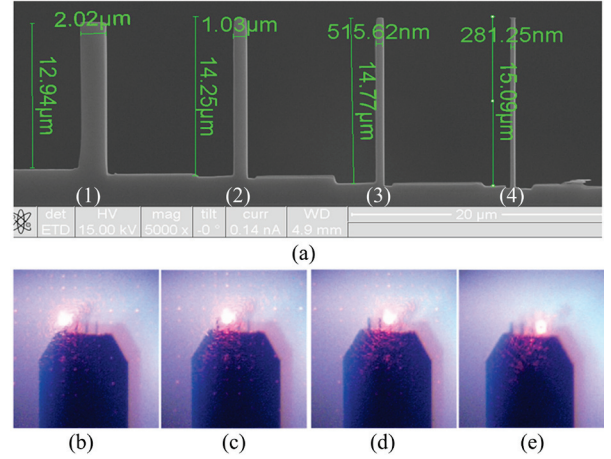 2.02µm
1.03µm
515.62nm
281.25nm
12.94µm
14.25µm
14.77µm
15.09µm
(1)
(2)
(3)
(4)
det HV mag tilt curr WD
ETD 15.00 kV 5000 x -0 ° 0.14 nA 4.9 mm
20 µm
(a)
(b) (c) (d) (e)